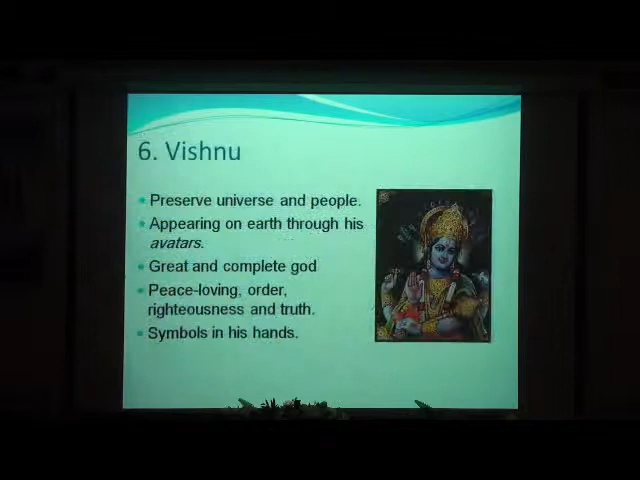 6. Vishnu
Preserve universe and people.
Appearing on earth through his
avatars.
Great and complete god
Peace-loving, order,
righteousness and truth.
Symbols in his hands.